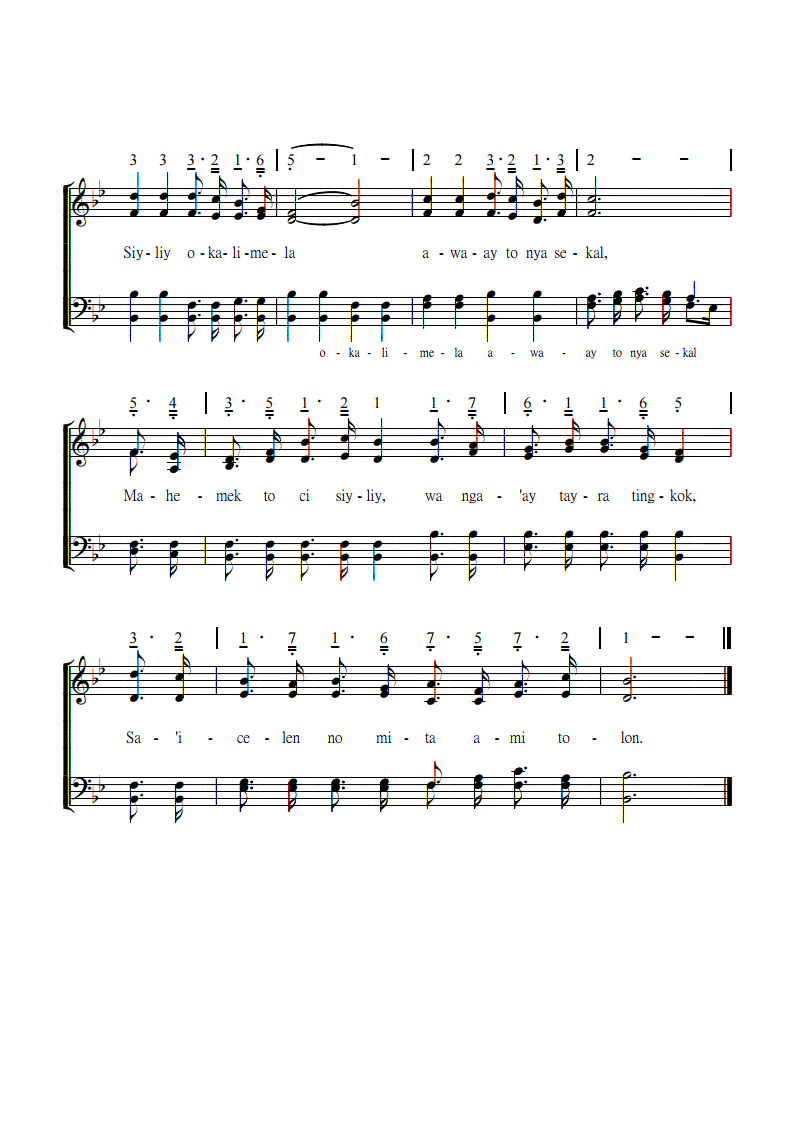 3 3 3 · 2 1 · 6 | 5 – 1 – | 2 2 3 · 2 1 · 3 | 2 – – |
Siy- liy o-ka- li-me-la a - wa- ay to nya se - kal,
o - ka - li - me- la a - wa - ay to nya se - kal
5 · 4 | 3 · 5 1 · 2 1 1 · 7 | 6 · 1 1 · 6 5 |
Ma - he - mek to ci siy - liy, wa nga - 'ay tay - ra ting - kok,
3 · 2 | 1 · 7 1 · 6 7 · 5 7 · 2 | 1 – – ‖
Sa - 'i - ce - len no mi - ta a - mi to - lon.